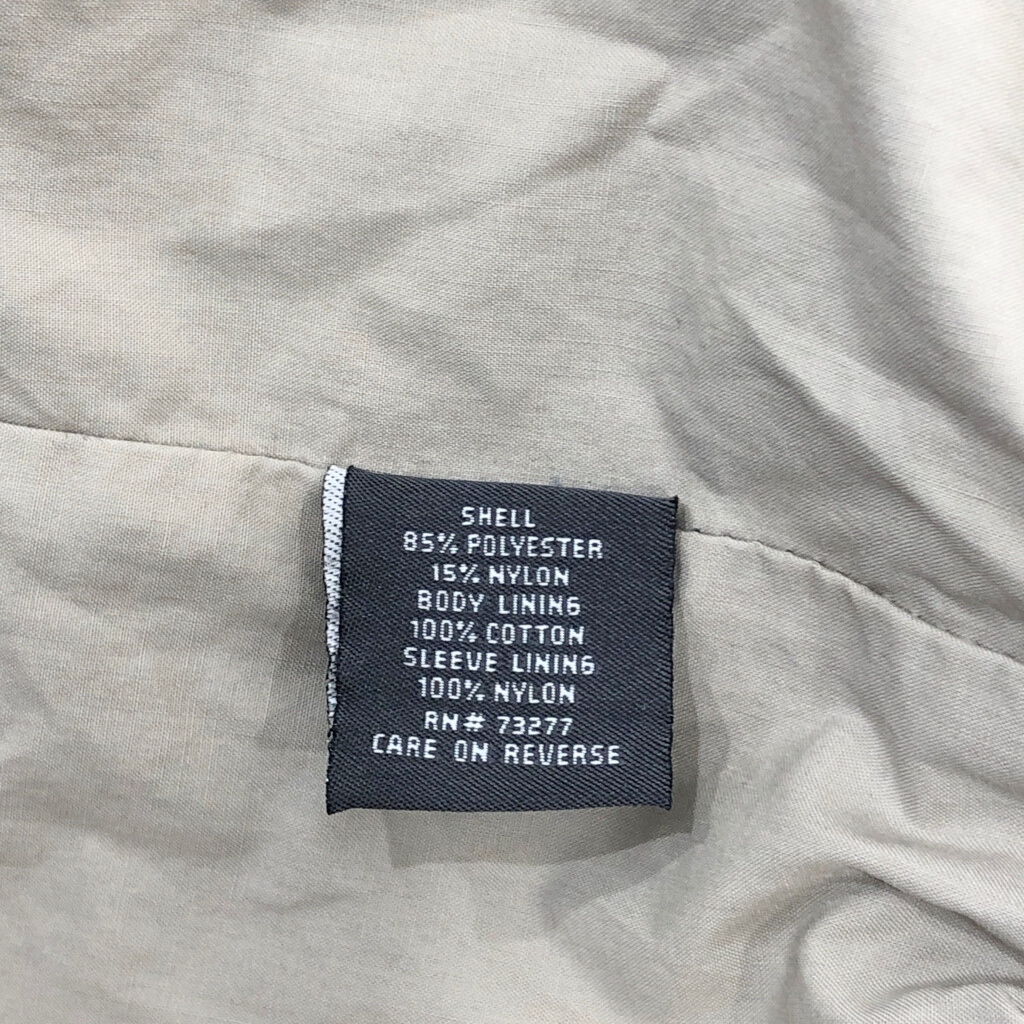 SHELL
85% POLYESTER
15% NYLON
BODY LINING
100% COTTON
SLEEVE LINING
100% NYLON
RN# 73277
CARE ON REVERSE